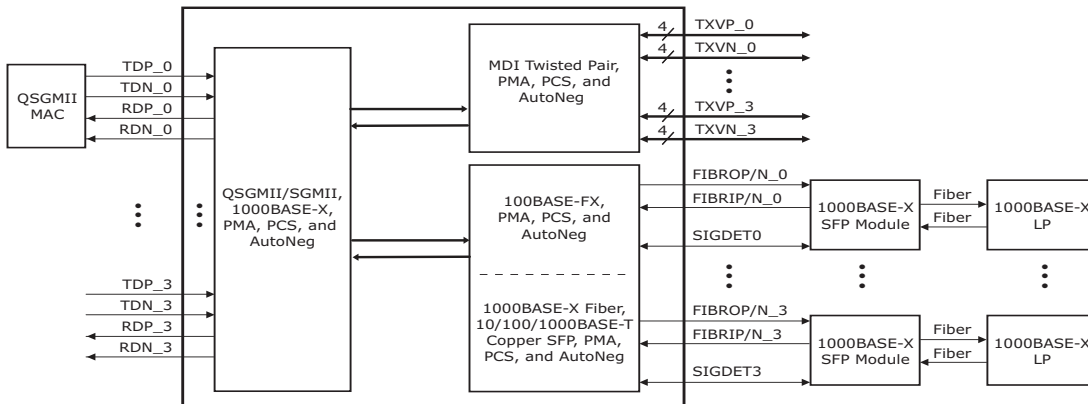 QSGMII
MAC
TDP_0
TDN_0
RDP_0
RDN_0
TDP_3
TDN_3
RDP_3
RDN_3
QSGMII/SGMII,
1000BASE-X,
PMA, PCS, and
AutoNeg
MDI Twisted Pair,
PMA, PCS, and
AutoNeg
4 TXVP_0
4 TXVN_0
4 TXVP_3
4 TXVN_3
100BASE-FX,
PMA, PCS, and
AutoNeg
1000BASE-X Fiber,
10/100/1000BASE-T
Copper SFP, PMA,
PCS, and AutoNeg
FIBROP/N_0
FIBRIP/N_0
SIGDET0
1000BASE-X
SFP Module
Fiber
Fiber
1000BASE-X
LP
FIBROP/N_3
FIBRIP/N_3
SIGDET3
1000BASE-X
SFP Module
Fiber
Fiber
1000BASE-X
LP